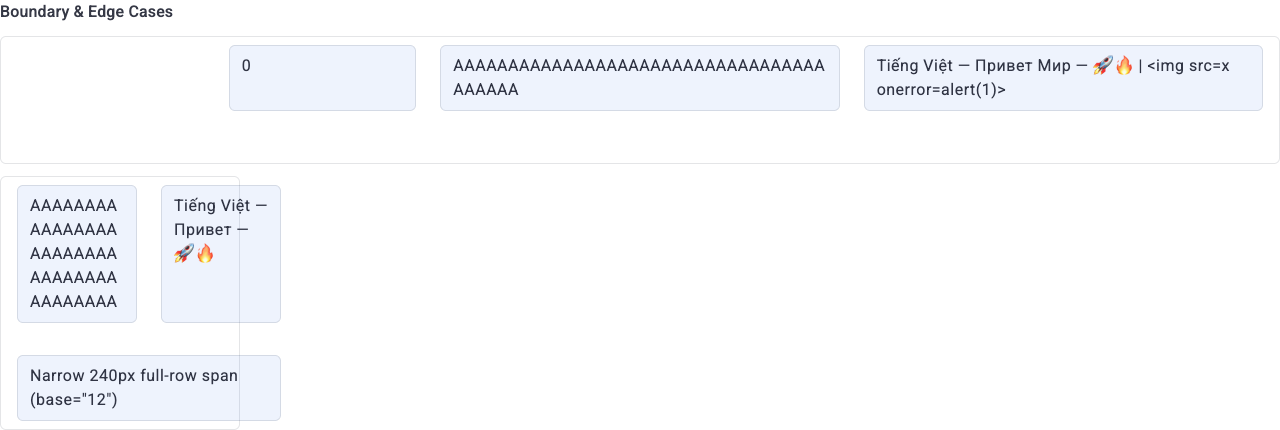 Boundary & Edge Cases
0
AAAAAAAAAAAAAAAAAAAAAAAAAAAAAAAAAA
AAAAAA
Tiếng Việt — Привет Мир — 🚀🔥 | <img src=x
onerror=alert(1)>
AAAAAAAA
AAAAAAAA
AAAAAAAA
AAAAAAAA
AAAAAAAA
Tiếng Việt —
Привет —
🚀🔥
Narrow 240px full-row span
(base="12")